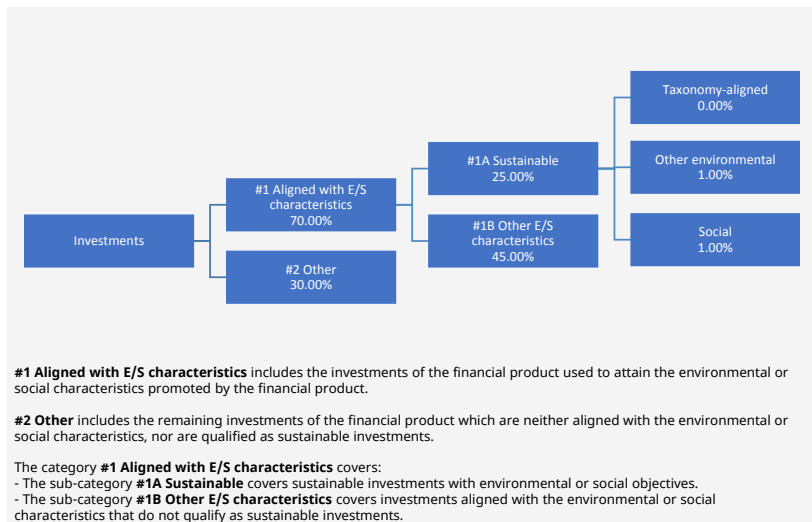 Taxonomy-aligned
0.00%
#1A Sustainable
25.00%
Other environmental
1.00%
#1 Aligned with E/S
characteristics
70.00%
Investments
#1B Other E/S
characteristics
45.00%
Social
1.00%
#2 Other
30.00%
#1 Aligned with E/S characteristics includes the investments of the financial product used to attain the environmental or
social characteristics promoted by the financial product.
#2 Other includes the remaining investments of the financial product which are neither aligned with the environmental or
social characteristics, nor are qualified as sustainable investments.
The category #1 Aligned with E/S characteristics covers:
- The sub-category #1A Sustainable covers sustainable investments with environmental or social objectives.
- The sub-category #1B Other E/S characteristics covers investments aligned with the environmental or social
characteristics that do not qualify as sustainable investments.